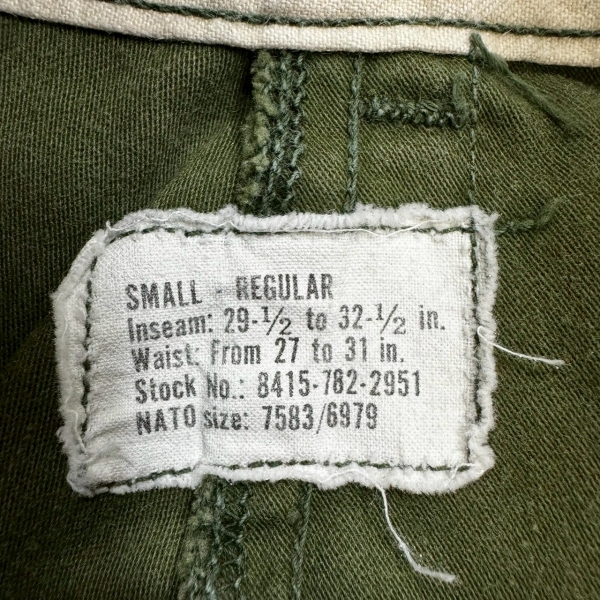 SMALL - REGULAR
Inseam: 29-1/2 to 32-1/2 in.
Waist: From 27 to 31 in.
Stock No.: 8415-782-2951
NATO size: 7583/6979